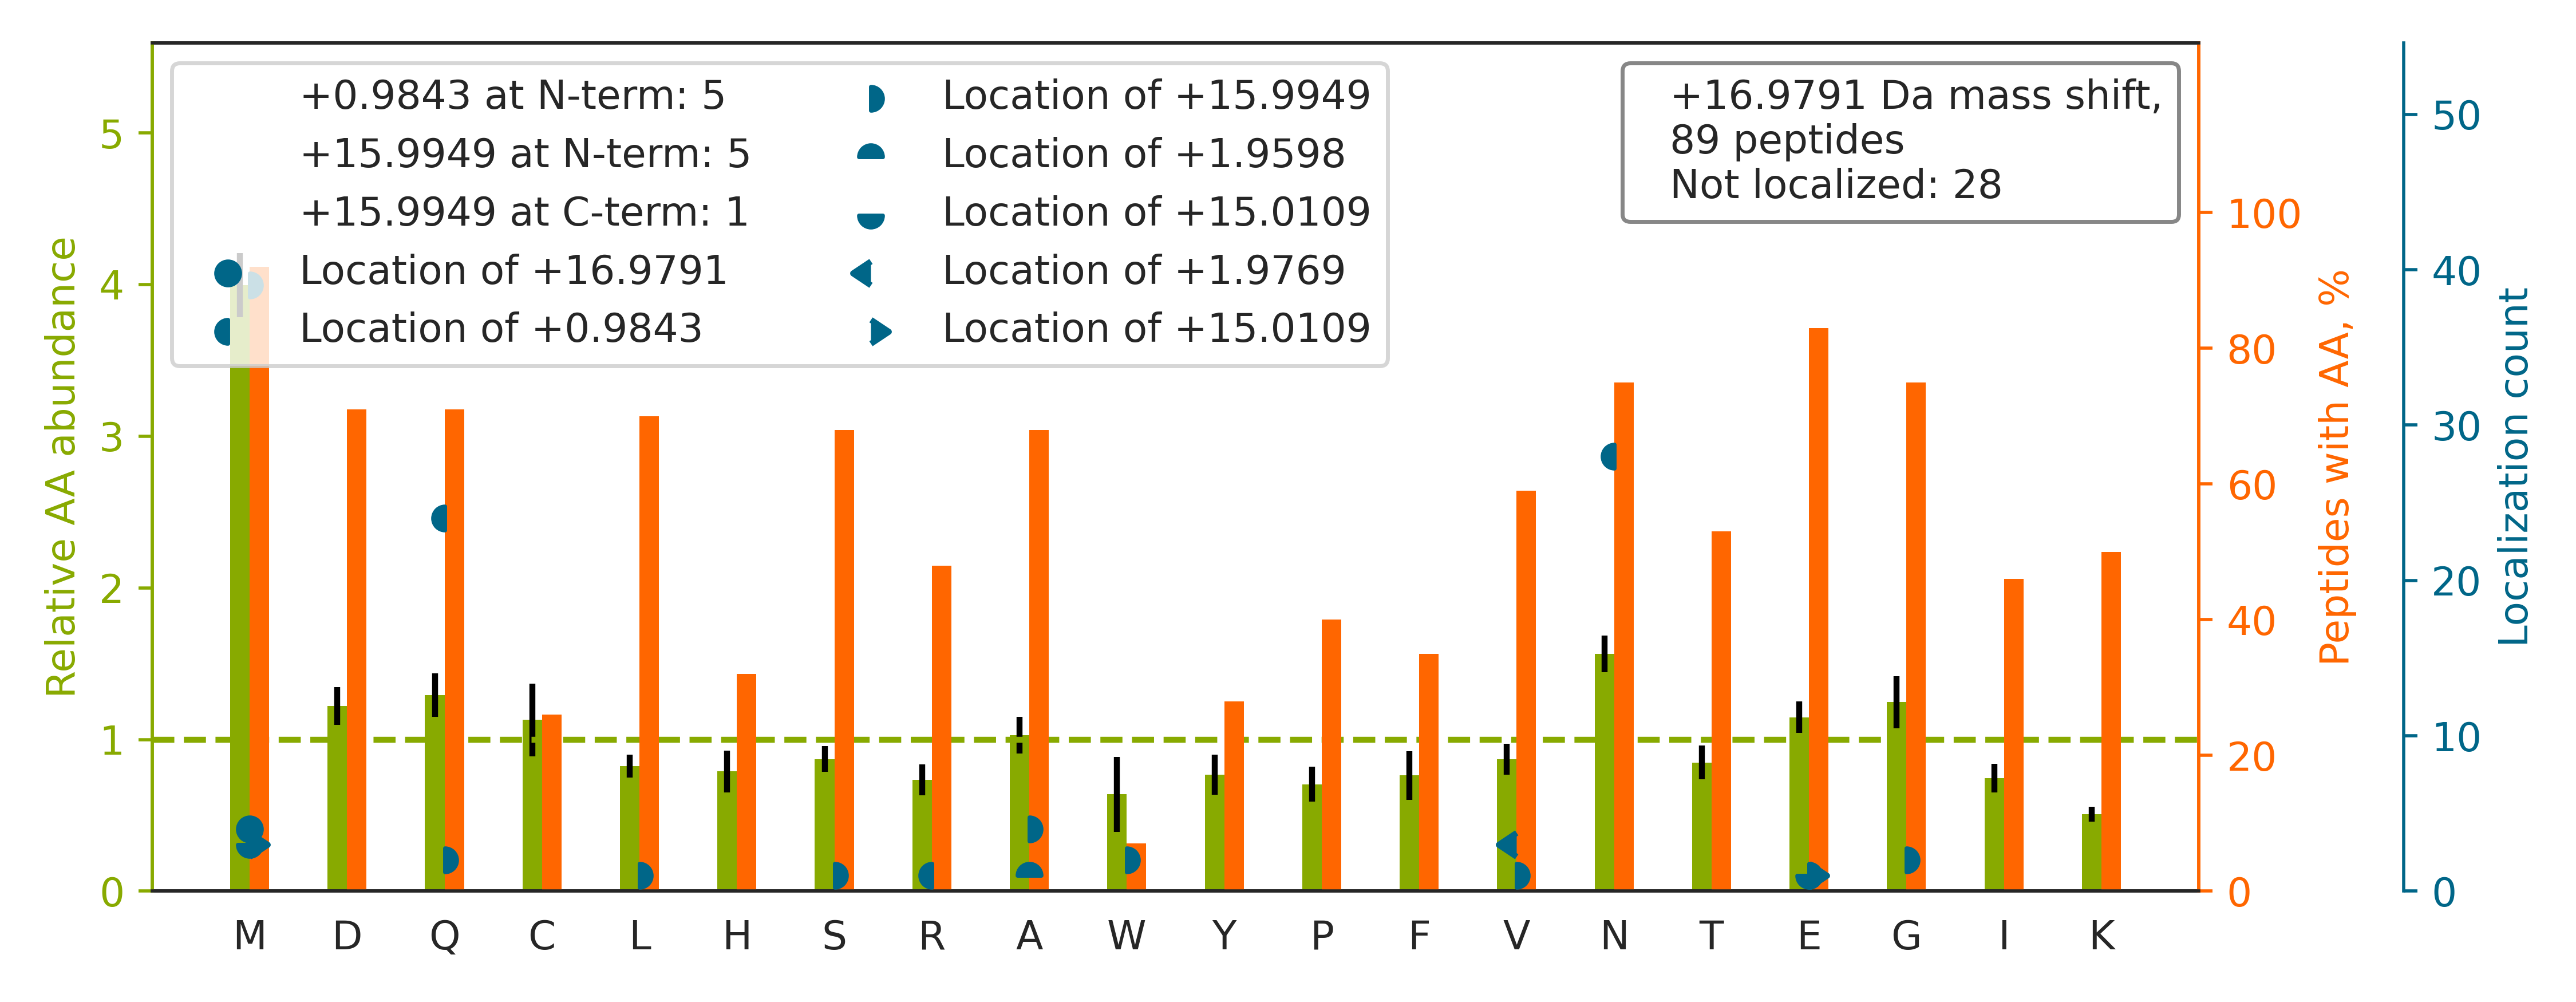 +0.9843 at N-term: 5
+15.9949 at N-term: 5
+15.9949 at C-term: 1
Location of +16.9791
Location of +0.9843
Location of +15.9949
Location of +1.9598
Location of +15.0109
Location of +1.9769
Location of +15.0109
+16.9791 Da mass shift,
89 peptides
Not localized: 28
Relative AA abundance
5
4
3
2
1
0
M D Q C L H S R A W Y P F V N T E G I K
100
80
60
40
20
0
Peptides with AA, %
50
40
30
20
10
0
Localization count